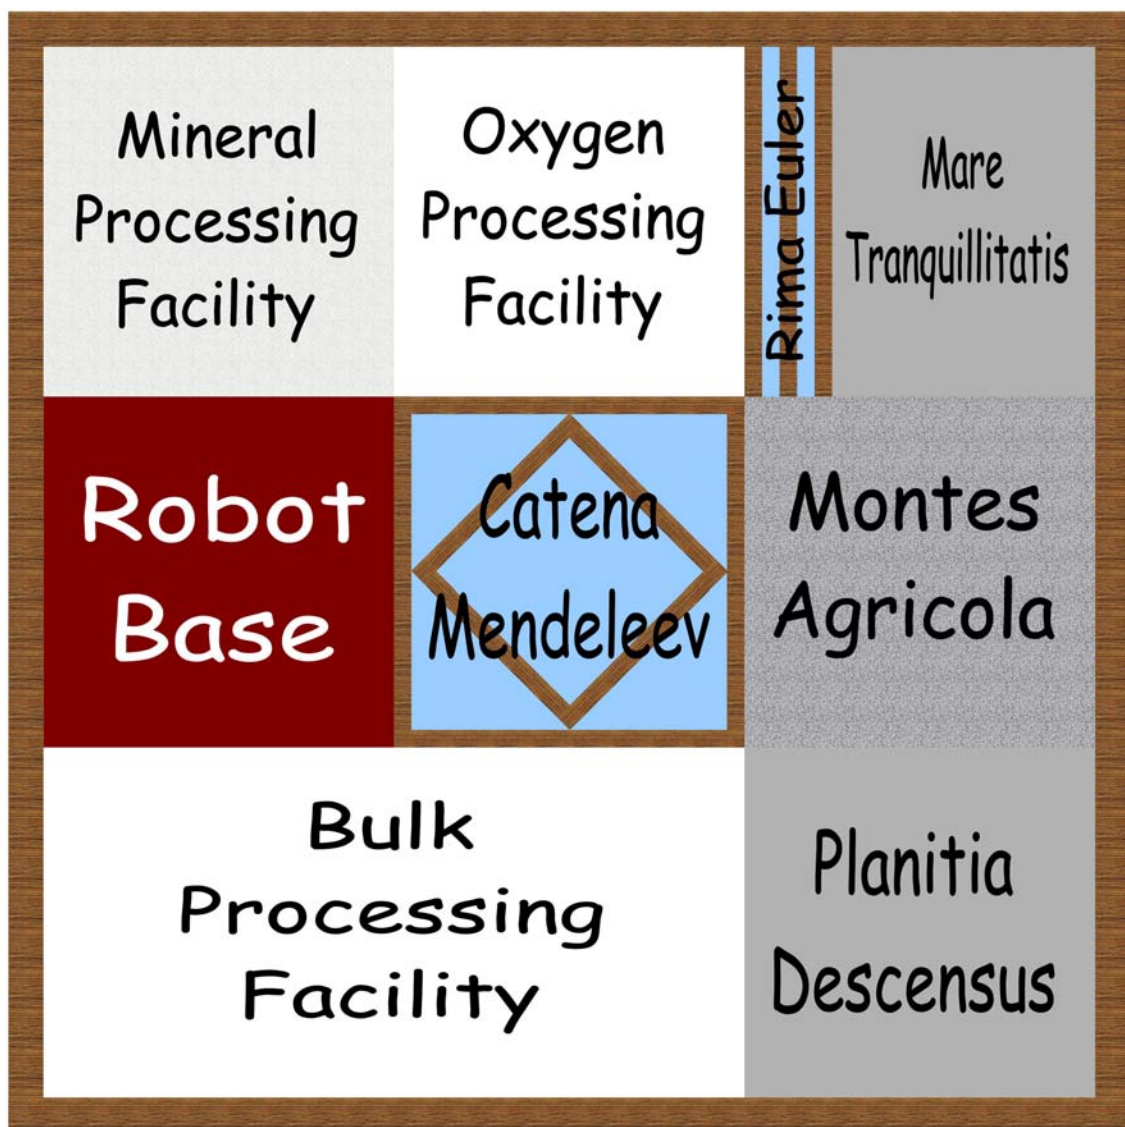 Mineral
Processing
Facility
Oxygen
Processing
Facility
Rima Euler
Mare
Tranquillitatis
Robot
Base
Catena
Mendeleev
Montes
Agricola
Bulk
Processing
Facility
Planitia
Descensus